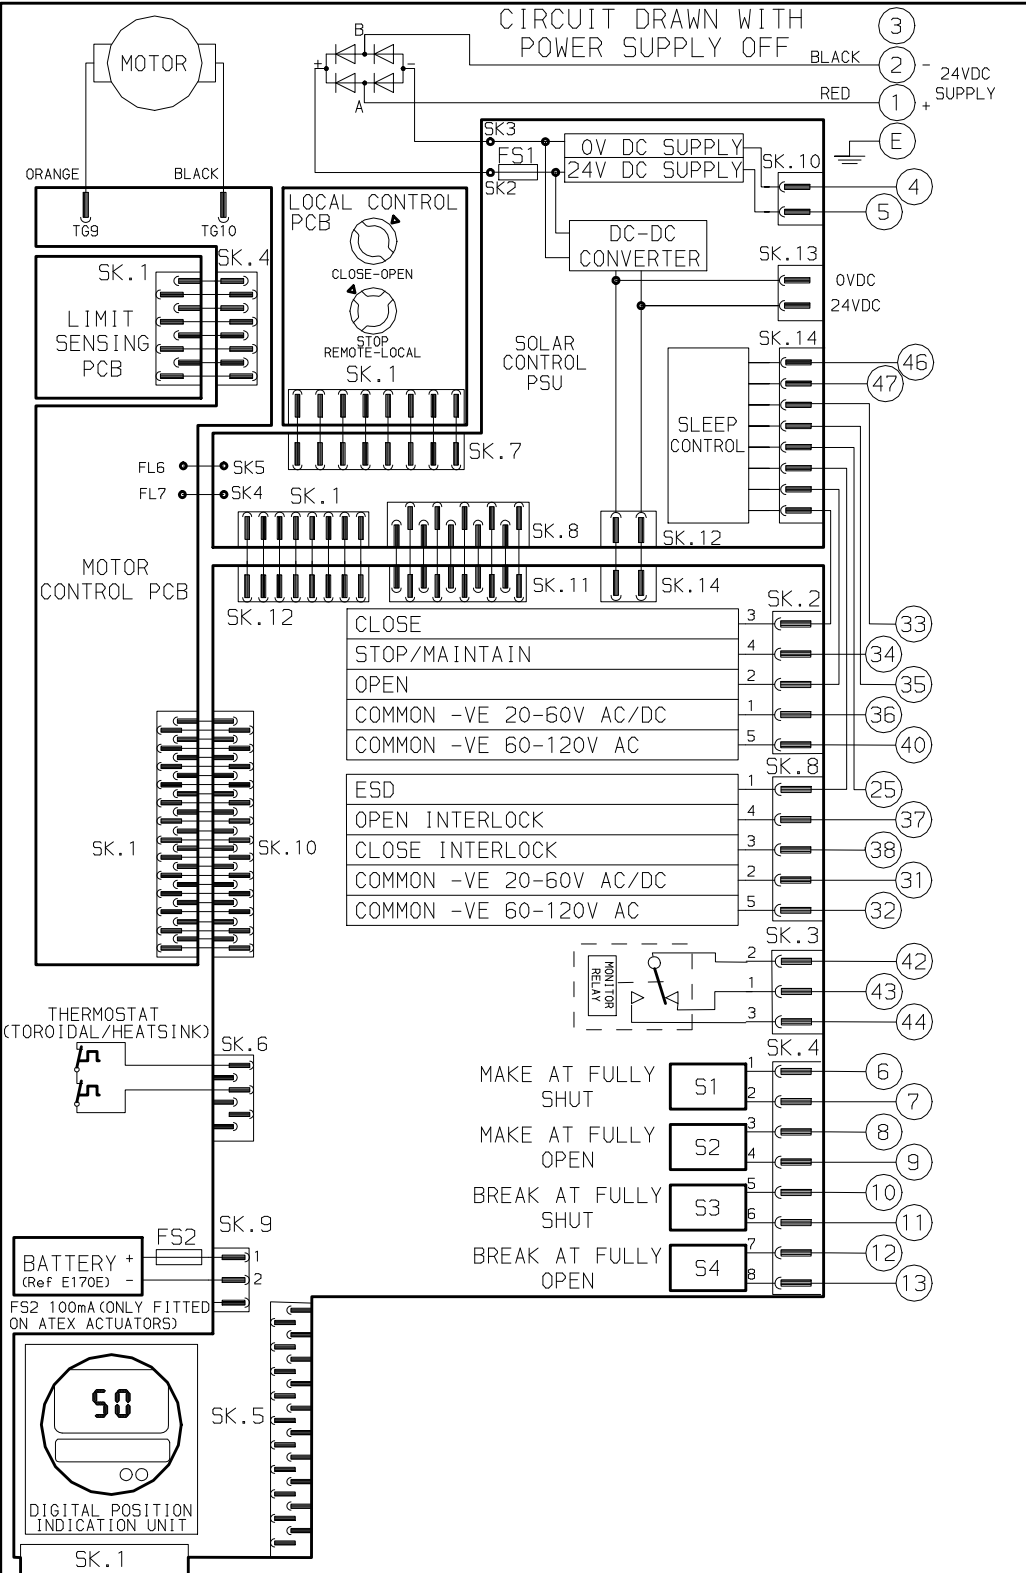 CIRCUIT DRAWN WITH
POWER SUPPLY OFF
3
BLACK
2
-
24VDC
SUPPLY
RED
1
+
E
MOTOR
B
+
-
A
ORANGE
BLACK
TG9
TG10
SK3
FS1
SK2
0V DC SUPPLY
24V DC SUPPLY
SK.10
4
5
LOCAL CONTROL
PCB
CLOSE-OPEN
STOP
REMOTE-LOCAL
SK.1
SK.7
DC-DC
CONVERTER
SK.13
0VDC
24VDC
SK.1
SK.4
LIMIT
SENSING
PCB
SOLAR
CONTROL
PSU
SK.14
46
47
SLEEP
CONTROL
FL6
SK5
FL7
SK4
SK.1
SK.8
SK.12
MOTOR
CONTROL PCB
SK.12
SK.11
SK.14
SK.2
CLOSE
3
33
STOP/MAINTAIN
4
34
OPEN
2
35
COMMON -VE 20-60V AC/DC
1
36
COMMON -VE 60-120V AC
5
40
SK.8
ESD
1
25
OPEN INTERLOCK
4
37
CLOSE INTERLOCK
3
38
COMMON -VE 20-60V AC/DC
2
31
COMMON -VE 60-120V AC
5
32
SK.1
SK.10
SK.3
MONITOR
RELAY
2
42
1
43
3
44
THERMOSTAT
(TOROIDAL/HEATSINK)
SK.6
SK.4
MAKE AT FULLY
SHUT
S1
1
6
2
7
MAKE AT FULLY
OPEN
S2
3
8
4
9
BREAK AT FULLY
SHUT
S3
5
10
6
11
BREAK AT FULLY
OPEN
S4
7
12
8
13
SK.9
FS2
BATTERY
+
(Ref E170E)
-
1
2
FS2 100mA(ONLY FITTED
ON ATEX ACTUATORS)
50
SK.5
DIGITAL POSITION
INDICATION UNIT
SK.1